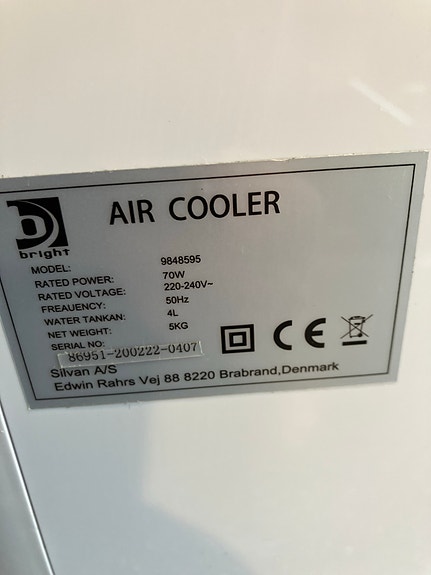 AIR COOLER
bright
MODEL: 9848595
RATED POWER: 70W
RATED VOLTAGE: 220-240V~
FREAUENCY: 50Hz
WATER TANKAN: 4L
NET WEIGHT: 5KG
SERIAL NO:
86951-200222-0407
CE
Silvan A/S
Edwin Rahrs Vej 88 8220 Brabrand,Denmark